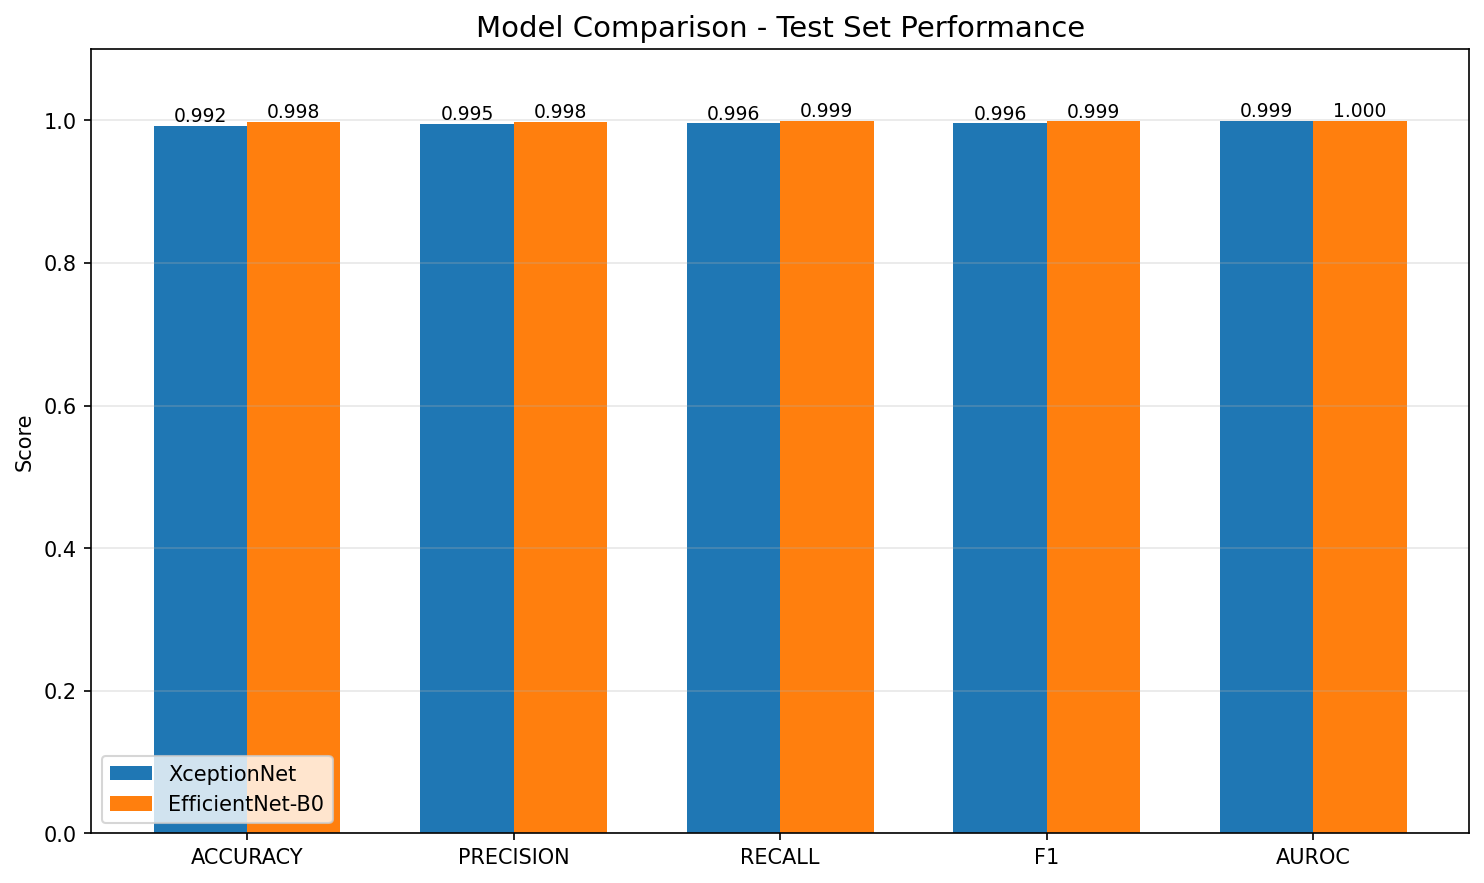 Model Comparison - Test Set Performance
0.992 0.998 0.995 0.998 0.996 0.999 0.996 0.999 0.999 1.000
1.0
0.8
0.6
0.4
0.2
0.0
Score
XceptionNet
EfficientNet-B0
ACCURACY PRECISION RECALL F1 AUROC